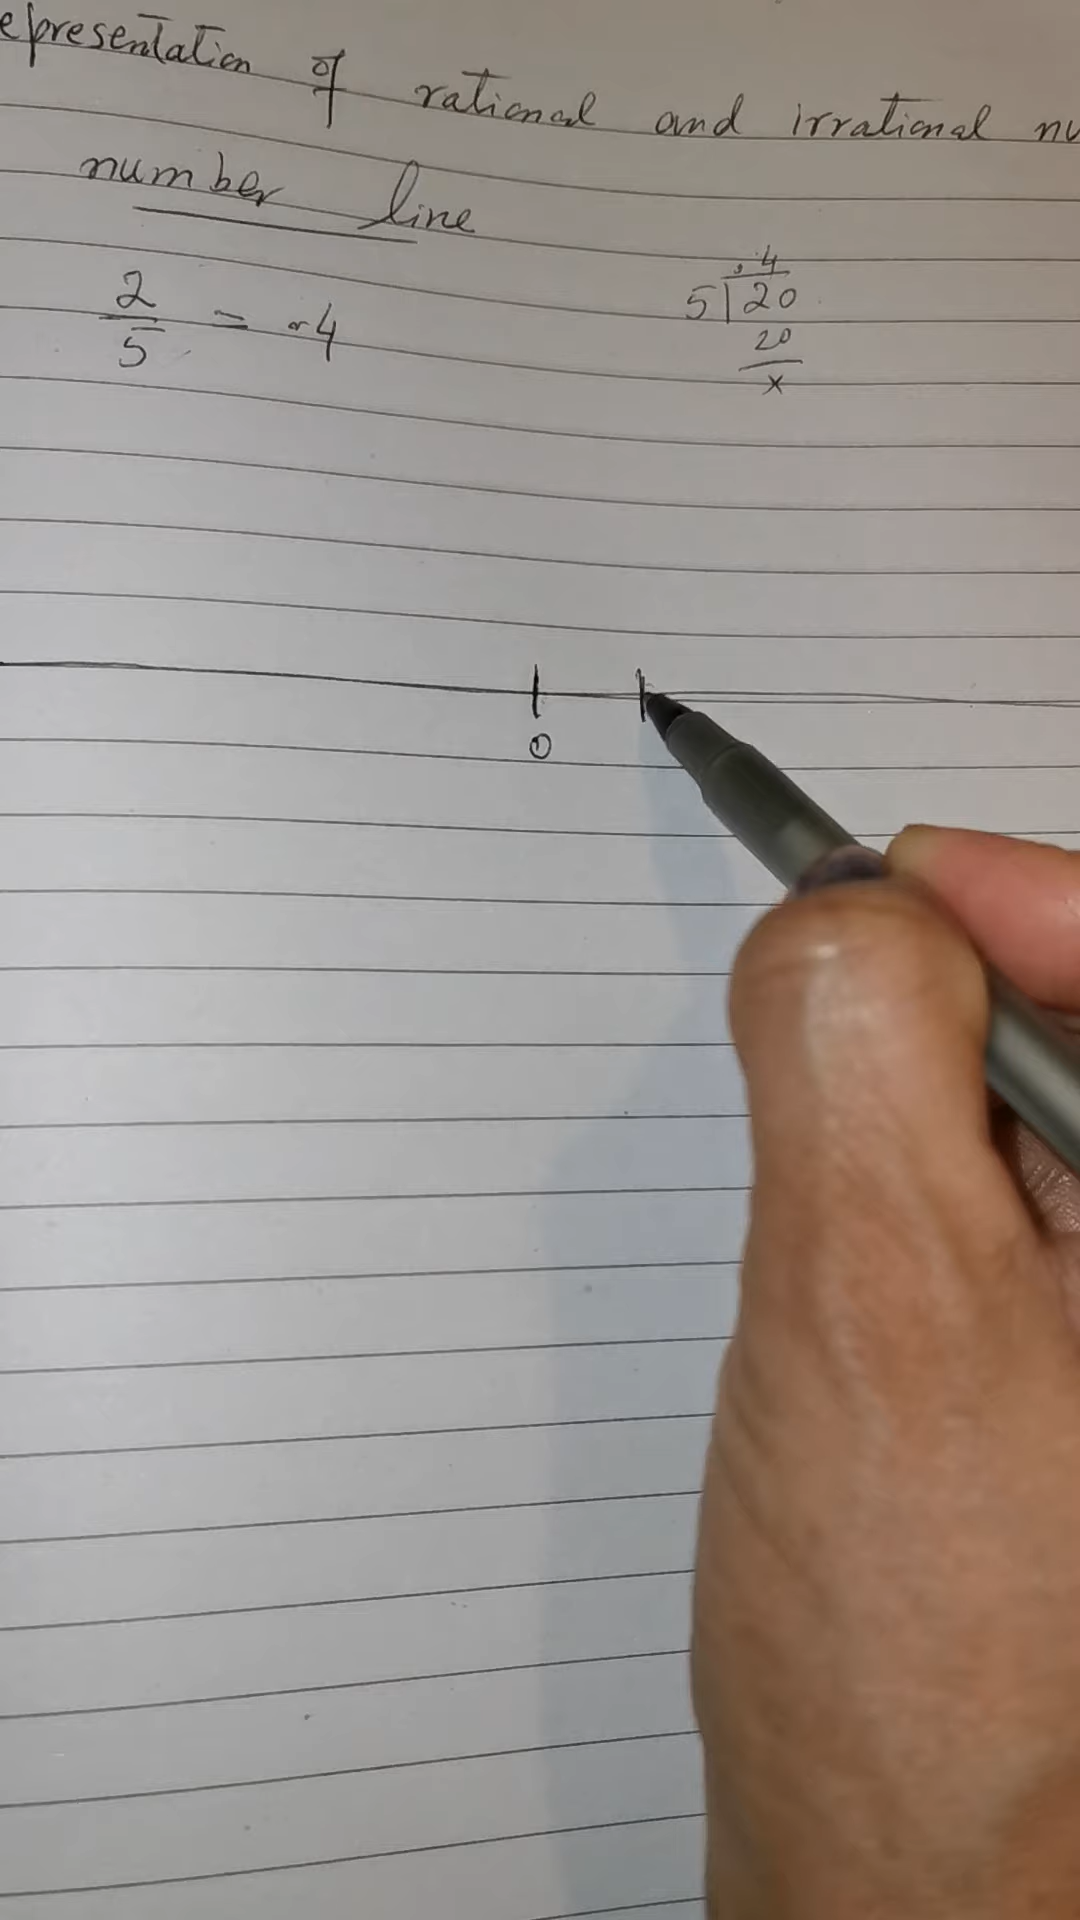 epresentation of rational and irrational nu
number line
2/5 = .4
.4
5|20
20
x
0